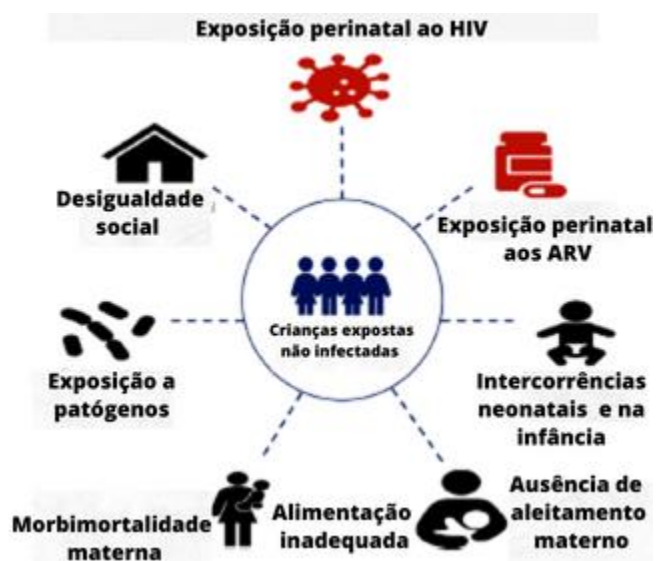 Exposição perinatal ao HIV
Desigualdade
social
Exposição perinatal
aos ARV
Crianças expostas
não infectadas
Exposição a
patógenos
Intercorrências
neonatais e na
infância
Morbimortalidade
materna
Alimentação
inadequada
Ausência de
aleitamento
materno